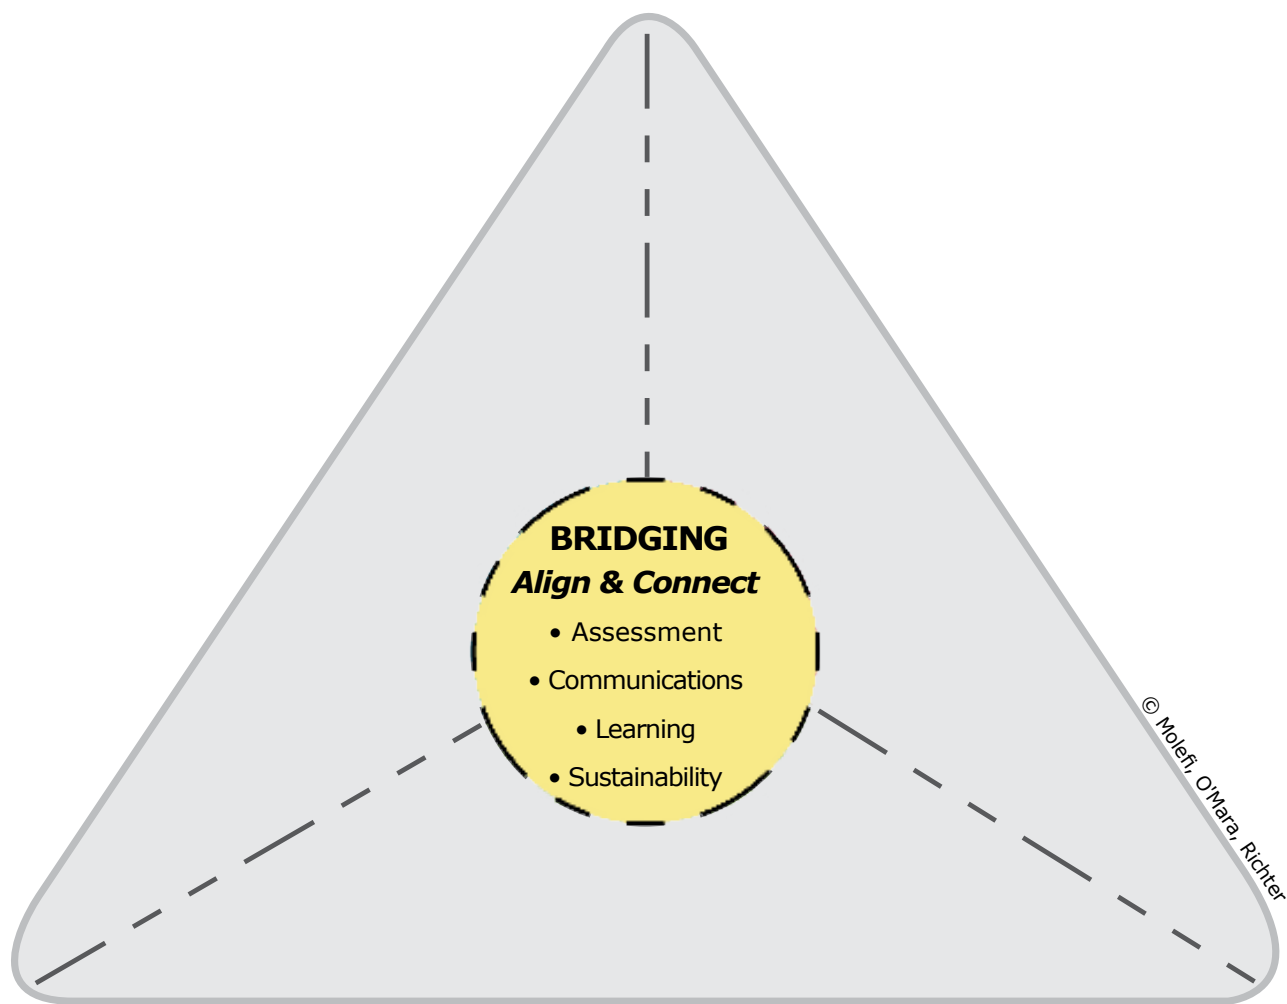 BRIDGING
Align & Connect
• Assessment
• Communications
• Learning
• Sustainability
© Molefi, O'Mara, Richter